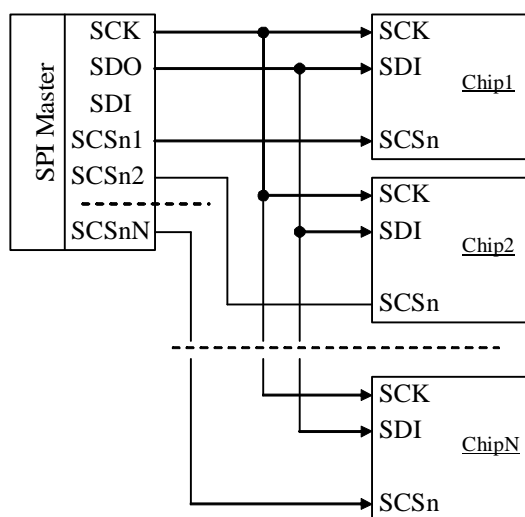 SPI Master
SCK
SDO
SDI
SCSn1
SCSn2
SCSnN
SCK
SDI
Chip1
SCSn
SCK
SDI
Chip2
SCSn
SCK
SDI
ChipN
SCSn